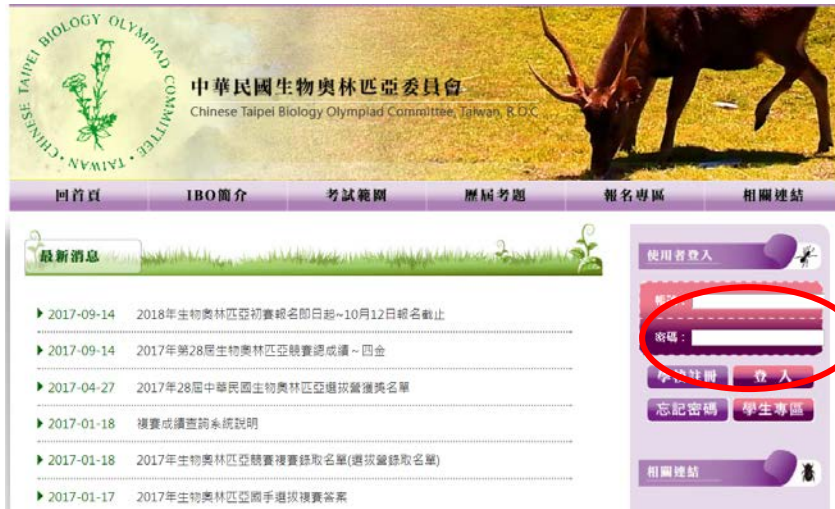 CHINESE TAIPEI BIOLOGY OLYMPIAD COMMITTEE, TAIWAN
中華民國生物奧林匹亞委員會
Chinese Taipei Biology Olympiad Committee, Taiwan, R.O.C
回首頁 IBO簡介 考試範圍 歷屆考題 報名專區 相關連結
最新消息
2017-09-14 2018年生物奧林匹亞初賽報名即日起~10月12日報名截止
2017-09-14 2017年第28屆生物奧林匹亞競賽總成績~四金
2017-04-27 2017年28屆中華民國生物奧林匹亞選拔營獲獎名單
2017-01-18 複賽成績查詢系統說明
2017-01-18 2017年生物奧林匹亞競賽複賽錄取名單(選拔營錄取名單)
2017-01-17 2017年生物奧林匹亞國手選拔複賽答案
使用者登入
密碼：
學校註冊 登入
忘記密碼 學生專區
相關連結